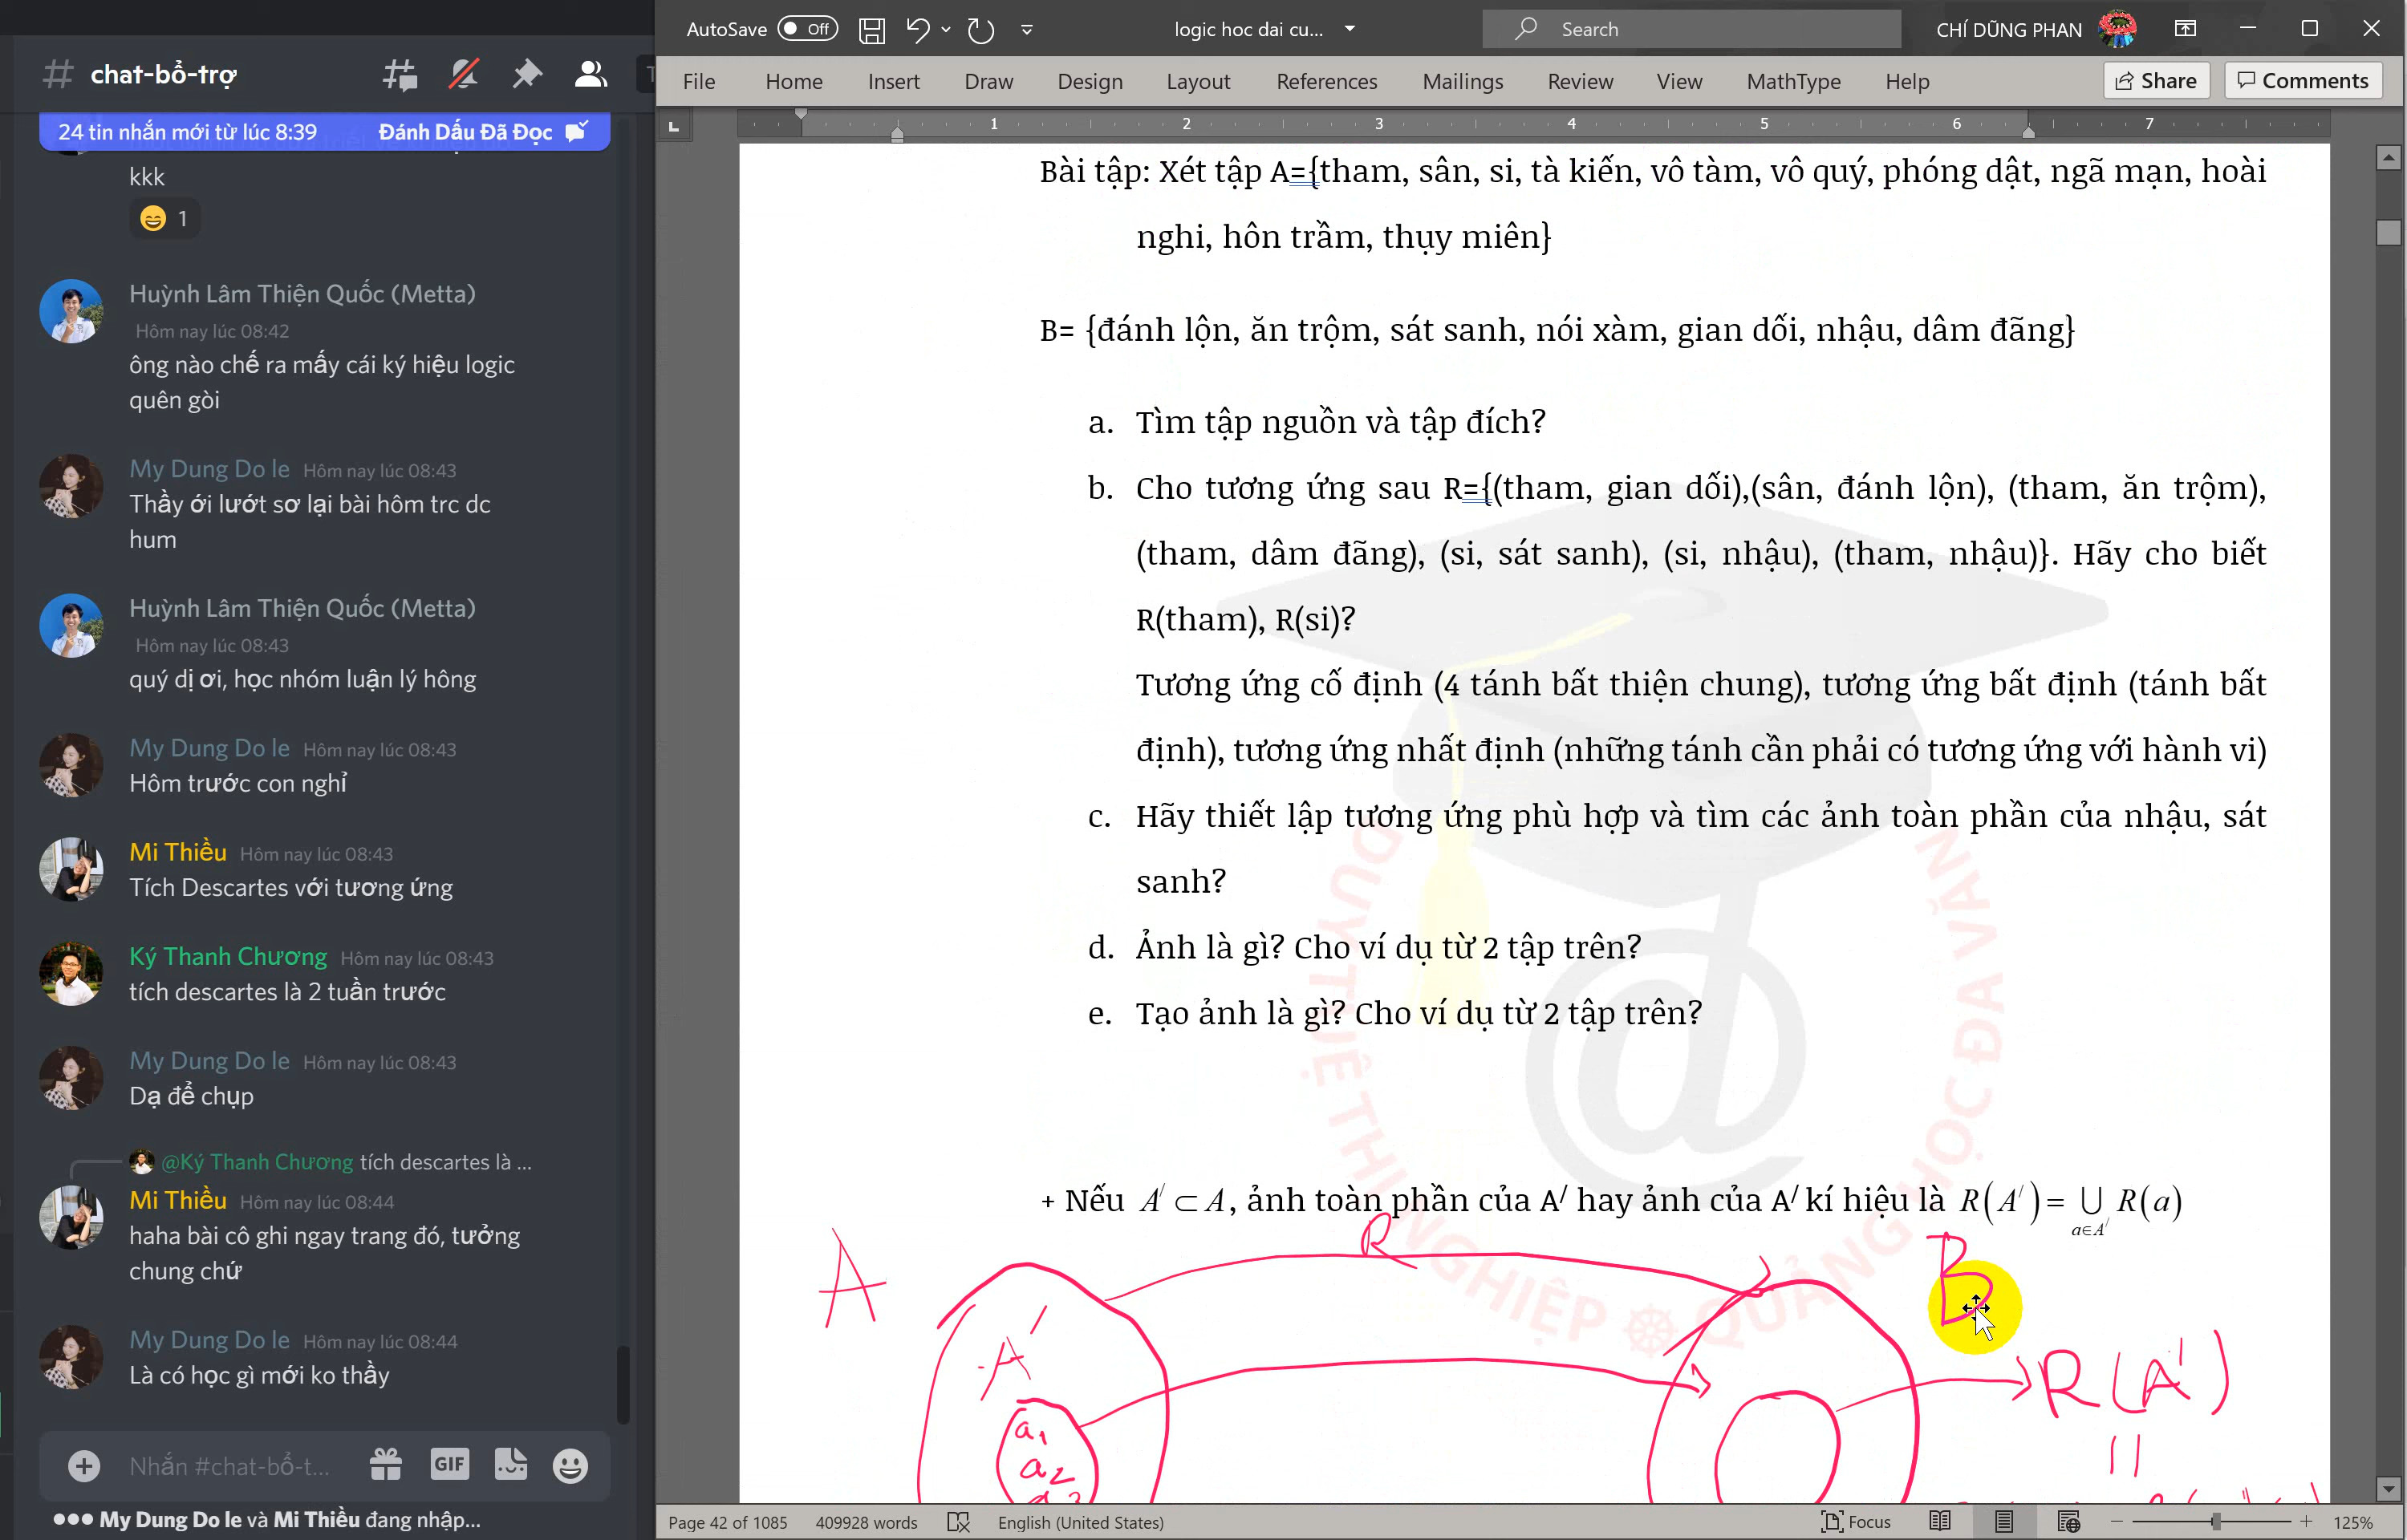 # chat-bổ-trợ
24 tin nhắn mới từ lúc 8:39 Đánh Dấu Đã Đọc
kkk
1
Huỳnh Lâm Thiện Quốc (Metta)
Hôm nay lúc 08:42
ông nào chế ra mấy cái ký hiệu logic
quên gòi
My Dung Do le Hôm nay lúc 08:43
Thầy ới lướt sơ lại bài hôm trc dc
hum
Huỳnh Lâm Thiện Quốc (Metta)
Hôm nay lúc 08:43
quý dị ơi, học nhóm luận lý hông
My Dung Do le Hôm nay lúc 08:43
Hôm trước con nghỉ
Mi Thiều Hôm nay lúc 08:43
Tích Descartes với tương ứng
Ký Thanh Chương Hôm nay lúc 08:43
tích descartes là 2 tuần trước
My Dung Do le Hôm nay lúc 08:43
Dạ để chụp
@Ký Thanh Chương tích descartes là ...
Mi Thiều Hôm nay lúc 08:44
haha bài cô ghi ngay trang đó, tưởng
chung chứ
My Dung Do le Hôm nay lúc 08:44
Là có học gì mới ko thầy
Nhắn #chat-bổ-t...
GIF
My Dung Do le và Mi Thiều đang nhập...
AutoSave Off logic hoc dai cu... Search CHÍ DŨNG PHAN
File Home Insert Draw Design Layout References Mailings Review View MathType Help Share Comments
1 2 3 4 5 6 7
Bài tập: Xét tập A={tham, sân, si, tà kiến, vô tàm, vô quý, phóng dật, ngã mạn, hoài
nghi, hôn trầm, thụy miên}
B= {đánh lộn, ăn trộm, sát sanh, nói xàm, gian dối, nhậu, dâm đãng}
a. Tìm tập nguồn và tập đích?
b. Cho tương ứng sau R={(tham, gian dối),(sân, đánh lộn), (tham, ăn trộm),
(tham, dâm đãng), (si, sát sanh), (si, nhậu), (tham, nhậu)}. Hãy cho biết
R(tham), R(si)?
Tương ứng cố định (4 tánh bất thiện chung), tương ứng bất định (tánh bất
định), tương ứng nhất định (những tánh cần phải có tương ứng với hành vi)
c. Hãy thiết lập tương ứng phù hợp và tìm các ảnh toàn phần của nhậu, sát
sanh?
d. Ảnh là gì? Cho ví dụ từ 2 tập trên?
e. Tạo ảnh là gì? Cho ví dụ từ 2 tập trên?
DUY TUỆ THỊ NGHIỆP QUẢNG HỌC ĐA VĂN
@
+ Nếu A/ ⊂ A, ảnh toàn phần của A/ hay ảnh của A/ kí hiệu là R(A/) = ∪ R(a)
a∈A/
A R B
A'
R(A')
a1
a2
Page 42 of 1085 409928 words English (United States) Focus 125%